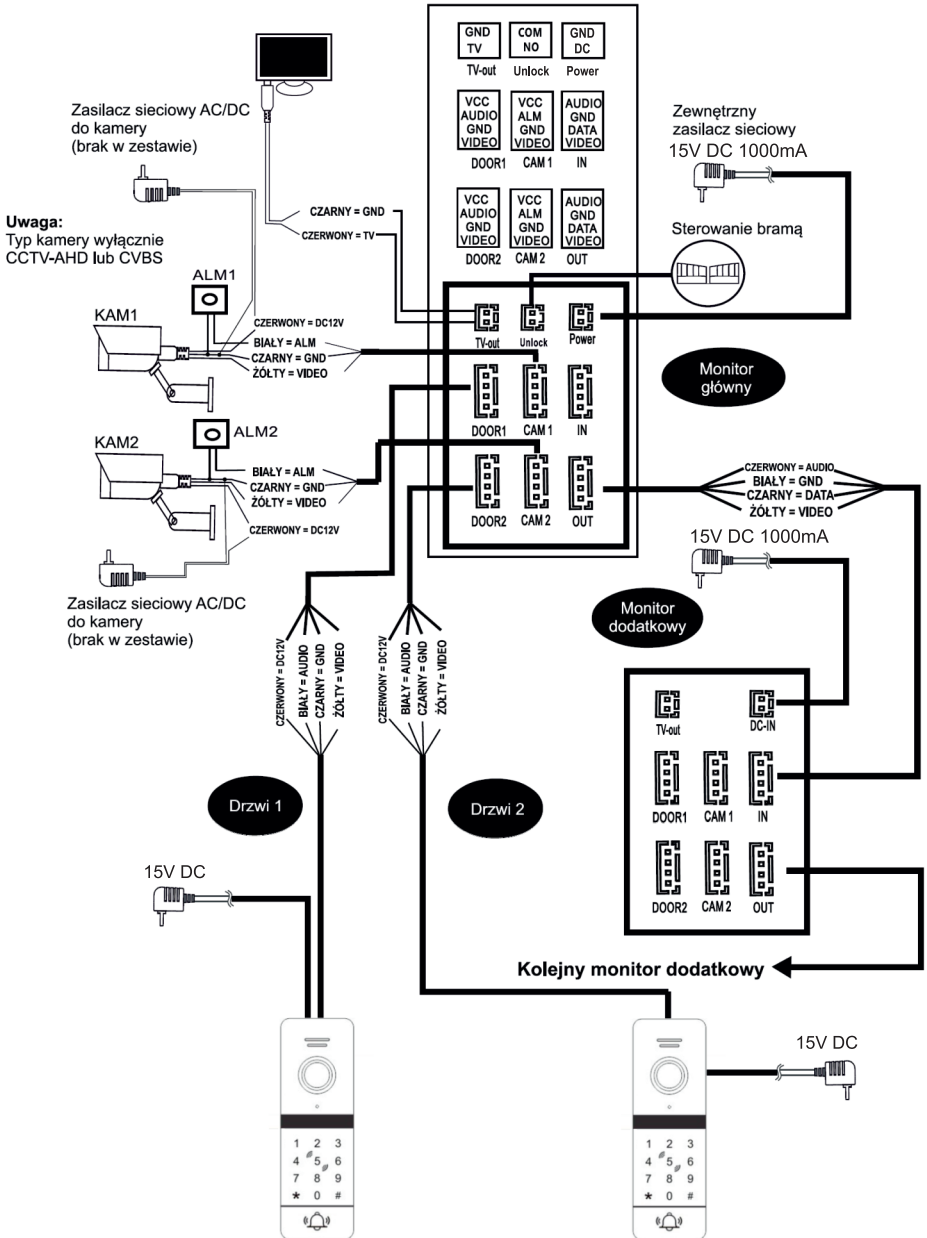 GND
TV
TV-out
COM
NO
Unlock
GND
DC
Power
VCC
AUDIO
GND
VIDEO
DOOR1
VCC
ALM
GND
VIDEO
CAM 1
AUDIO
GND
DATA
VIDEO
IN
VCC
AUDIO
GND
VIDEO
DOOR2
VCC
ALM
GND
VIDEO
CAM 2
AUDIO
GND
DATA
VIDEO
OUT
Zasilacz sieciowy AC/DC
do kamery
(brak w zestawie)
Zewnętrzny
zasilacz sieciowy
15V DC 1000mA
Sterowanie bramą
CZARNY = GND
CZERWONY = TV
Uwaga:
Typ kamery wyłącznie
CCTV-AHD lub CVBS
ALM1
KAM1
CZERWONY = DC12V
BIAŁY = ALM
CZARNY = GND
ŻÓŁTY = VIDEO
TV-out
Unlock
Power
DOOR1
CAM 1
IN
DOOR2
CAM 2
OUT
Monitor
główny
KAM2
ALM2
BIAŁY = ALM
CZARNY = GND
ŻÓŁTY = VIDEO
CZERWONY = DC12V
Zasilacz sieciowy AC/DC
do kamery
(brak w zestawie)
CZERWONY = AUDIO
BIAŁY = GND
CZARNY = DATA
ŻÓŁTY = VIDEO
15V DC 1000mA
Monitor
dodatkowy
CZERWONY = DC12V
BIAŁY = AUDIO
CZARNY = GND
ŻÓŁTY = VIDEO
CZERWONY = DC12V
BIAŁY = AUDIO
CZARNY = GND
ŻÓŁTY = VIDEO
TV-out
DC-IN
DOOR1
CAM 1
IN
DOOR2
CAM 2
OUT
Drzwi 1
Drzwi 2
15V DC
Kolejny monitor dodatkowy
15V DC
1 2 3
4 5 6
7 8 9
* 0 #
1 2 3
4 5 6
7 8 9
* 0 #